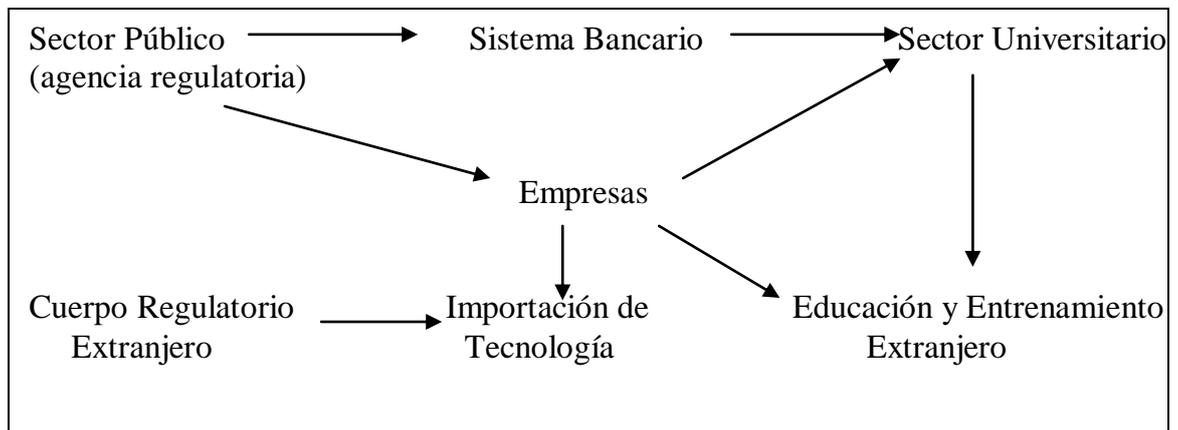 Sector Público
(agencia regulatoria)
Sistema Bancario
Sector Universitario
Empresas
Cuerpo Regulatorio
Extranjero
Importación de
Tecnología
Educación y Entrenamiento
Extranjero